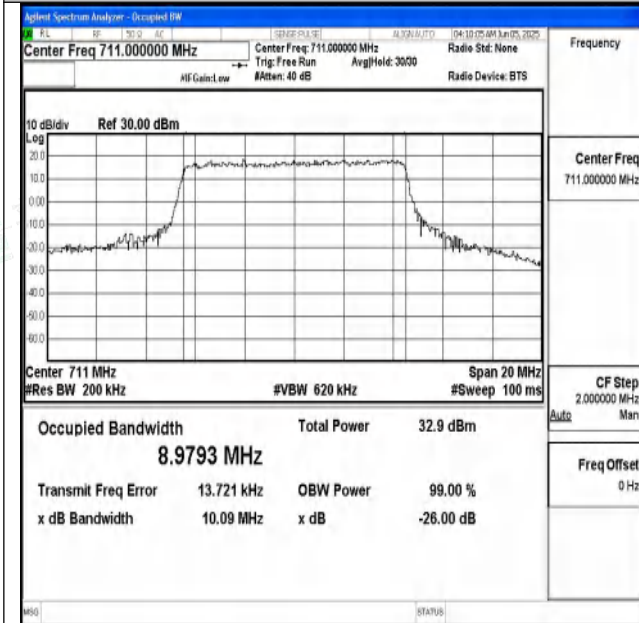 Agilent Spectrum Analyzer - Occupied BW
RL RF 50 Ω AC SENSE:PULSE ALIGN AUTO 04:10:05 AM Jun 05, 2025
Center Freq 711.000000 MHz
Center Freq: 711.000000 MHz
Radio Std: None
Trig: Free Run Avg|Hold: 30/30
#IFGain:Low #Atten: 40 dB Radio Device: BTS
Frequency
10 dB/div Ref 30.00 dBm
Log
20.0
10.0
0.00
-10.0
-20.0
-30.0
-40.0
-50.0
-60.0
Center 711 MHz Span 20 MHz
#Res BW 200 kHz #VBW 620 kHz #Sweep 100 ms
Occupied Bandwidth Total Power 32.9 dBm
8.9793 MHz
Transmit Freq Error 13.721 kHz OBW Power 99.00 %
x dB Bandwidth 10.09 MHz x dB -26.00 dB
Center Freq
711.000000 MHz
CF Step
2.000000 MHz
Auto Man
Freq Offset
0 Hz
MSG STATUS